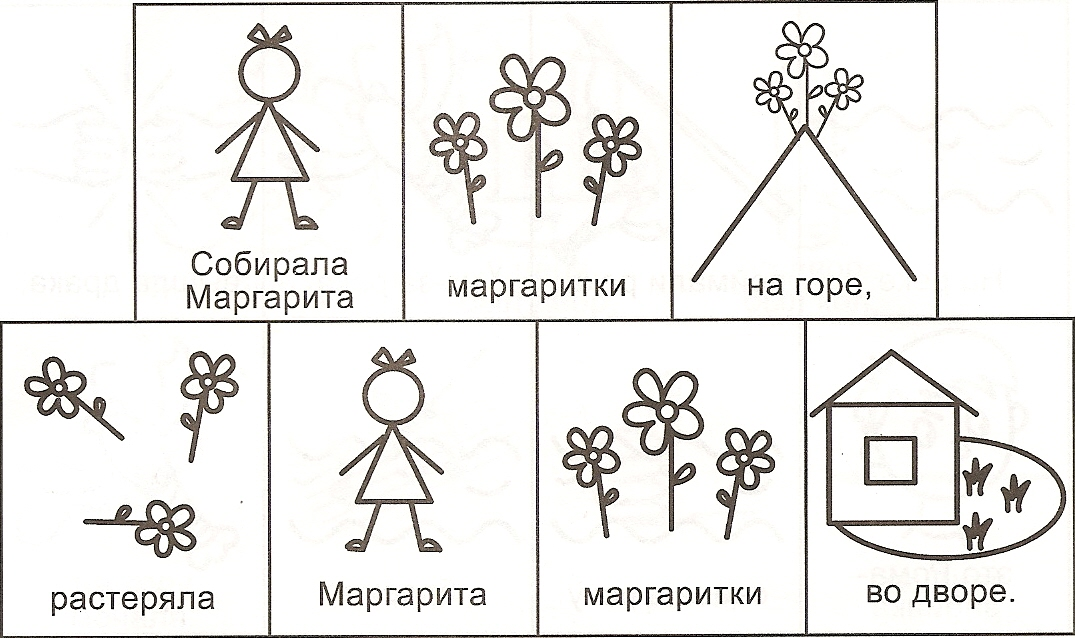 Собирала
Маргарита
маргаритки
на горе,
растеряла
Маргарита
маргаритки
во дворе.